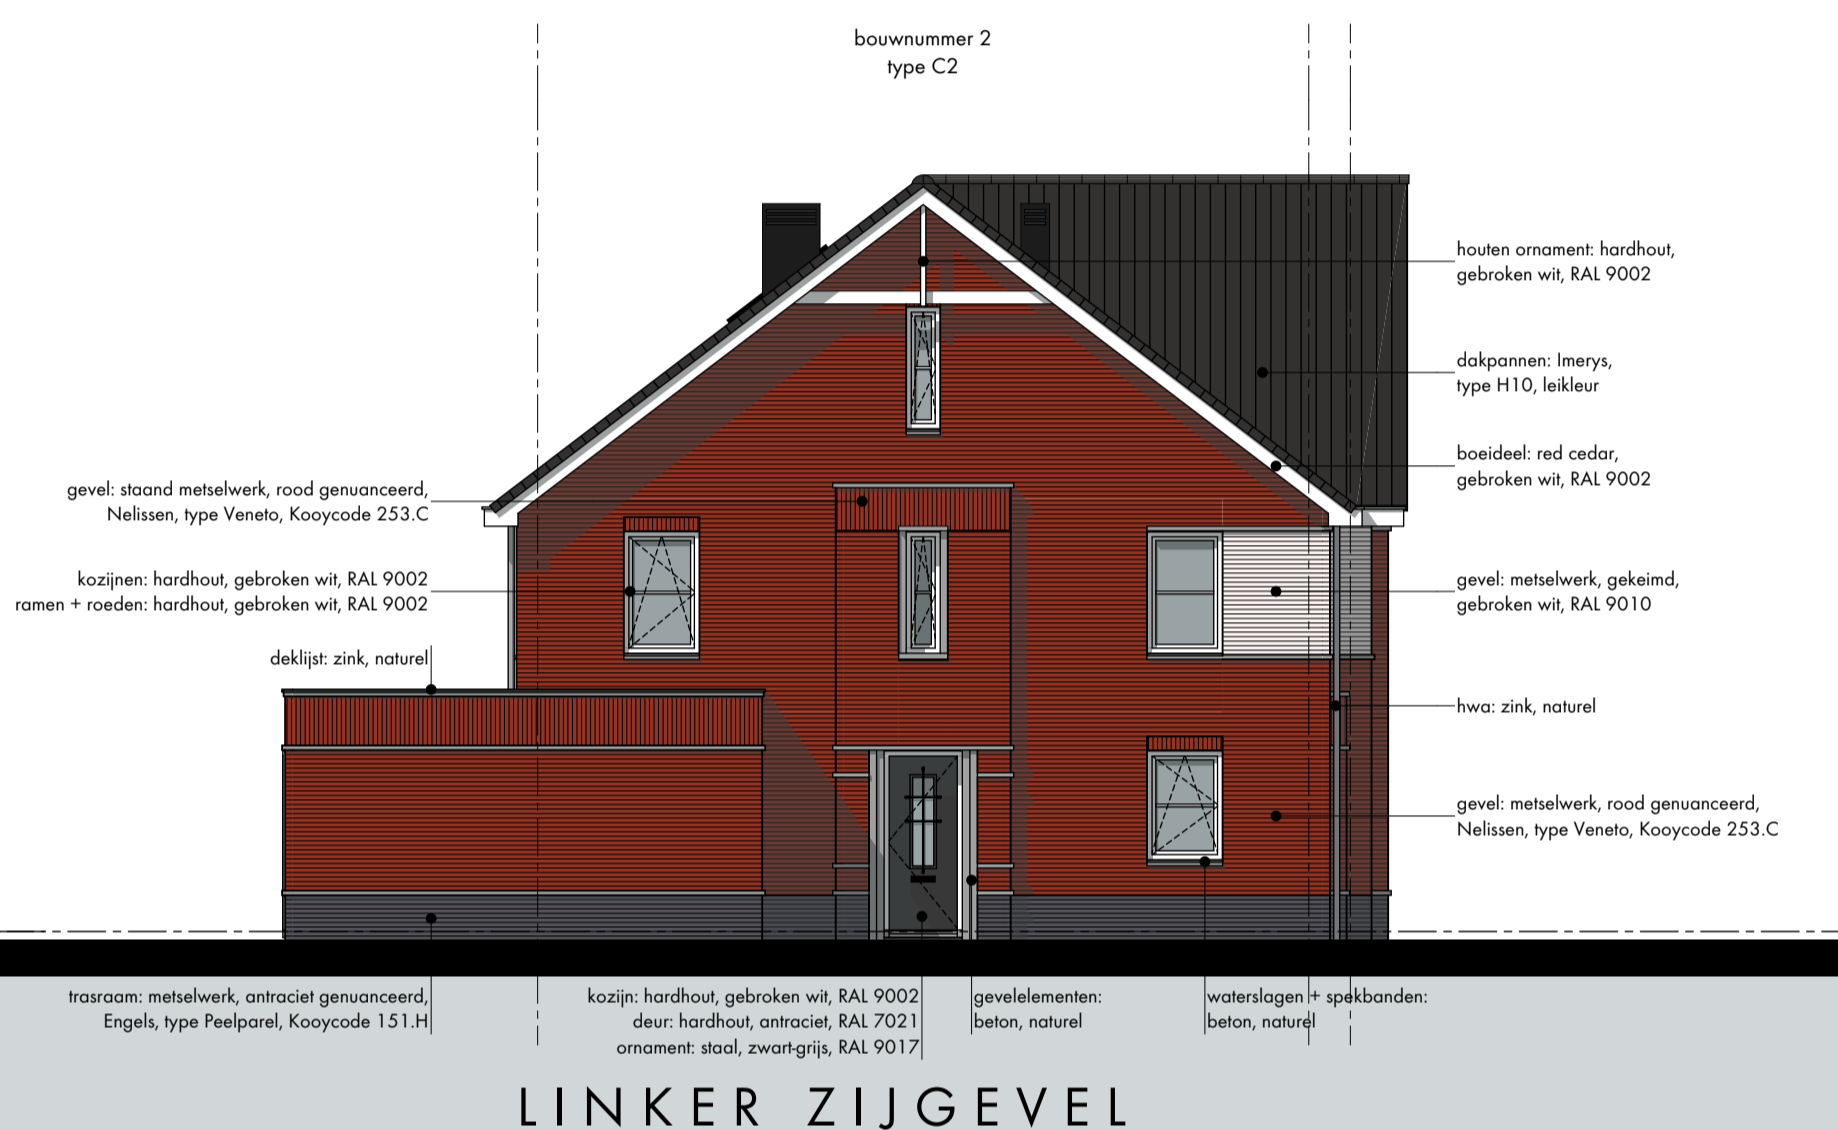 bouwnummer 2
type C2
houten ornament: hardhout,
gebroken wit, RAL 9002
dakpannen: Imerys,
type H10, leikleur
boeideel: red cedar,
gebroken wit, RAL 9002
gevel: staand metselwerk, rood genuanceerd,
Nelissen, type Veneto, Kooycode 253.C
kozijnen: hardhout, gebroken wit, RAL 9002
ramen + roeden: hardhout, gebroken wit, RAL 9002
gevel: metselwerk, gekeimd,
gebroken wit, RAL 9010
deklijst: zink, naturel
hwa: zink, naturel
gevel: metselwerk, rood genuanceerd,
Nelissen, type Veneto, Kooycode 253.C
trasraam: metselwerk, antraciet genuanceerd,
Engels, type Peelparel, Kooycode 151.H
kozijn: hardhout, gebroken wit, RAL 9002
deur: hardhout, antraciet, RAL 7021
ornament: staal, zwart-grijs, RAL 9017
gevelelementen:
beton, naturel
waterslagen + spekbanden:
beton, naturel
LINKER ZIJGEVEL